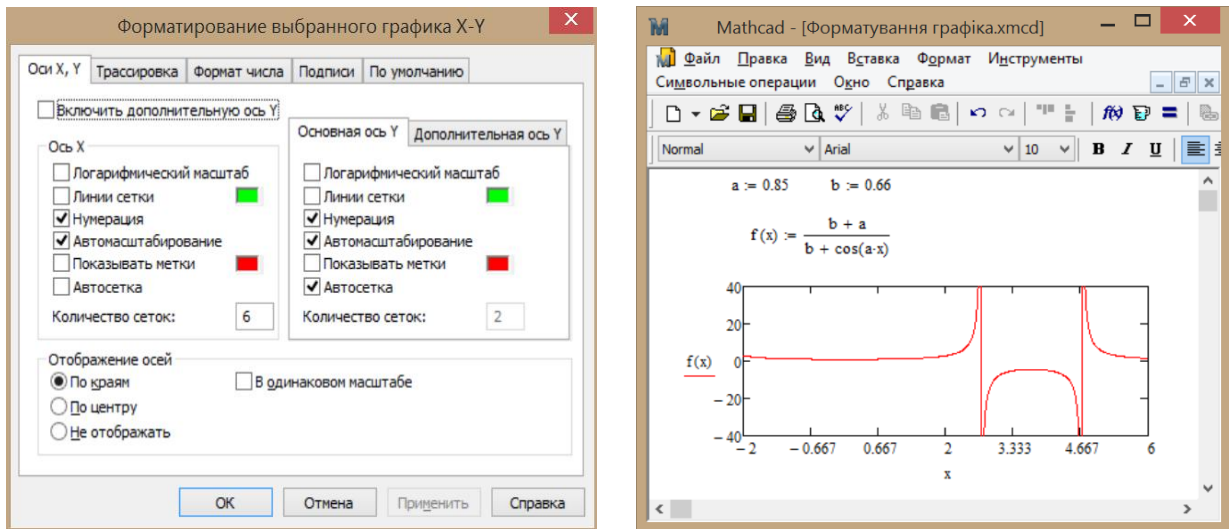 Форматирование выбранного графика X-Y
Оси X, Y Трассировка Формат числа Подписи По умолчанию
Включить дополнительную ось Y
Ось X
Логарифмический масштаб
Линии сетки
Нумерация
Автомасштабирование
Показывать метки
Автосетка
Количество сеток: 6
Основная ось Y Дополнительная ось Y
Логарифмический масштаб
Линии сетки
Нумерация
Автомасштабирование
Показывать метки
Автосетка
Количество сеток: 2
Отображение осей
По краям В одинаковом масштабе
По центру
Не отображать
ОК Отмена Применить Справка
Mathcad - [Форматування графіка.xmcd]
Файл Правка Вид Вставка Формат Инструменты
Символьные операции Окно Справка
Normal Arial 10 B I U
a := 0.85 b := 0.66
f(x) := b + a
b + cos(a·x)
40
20
f(x) 0
− 20
− 40
− 2 − 0.667 0.667 2 3.333 4.667 6
x